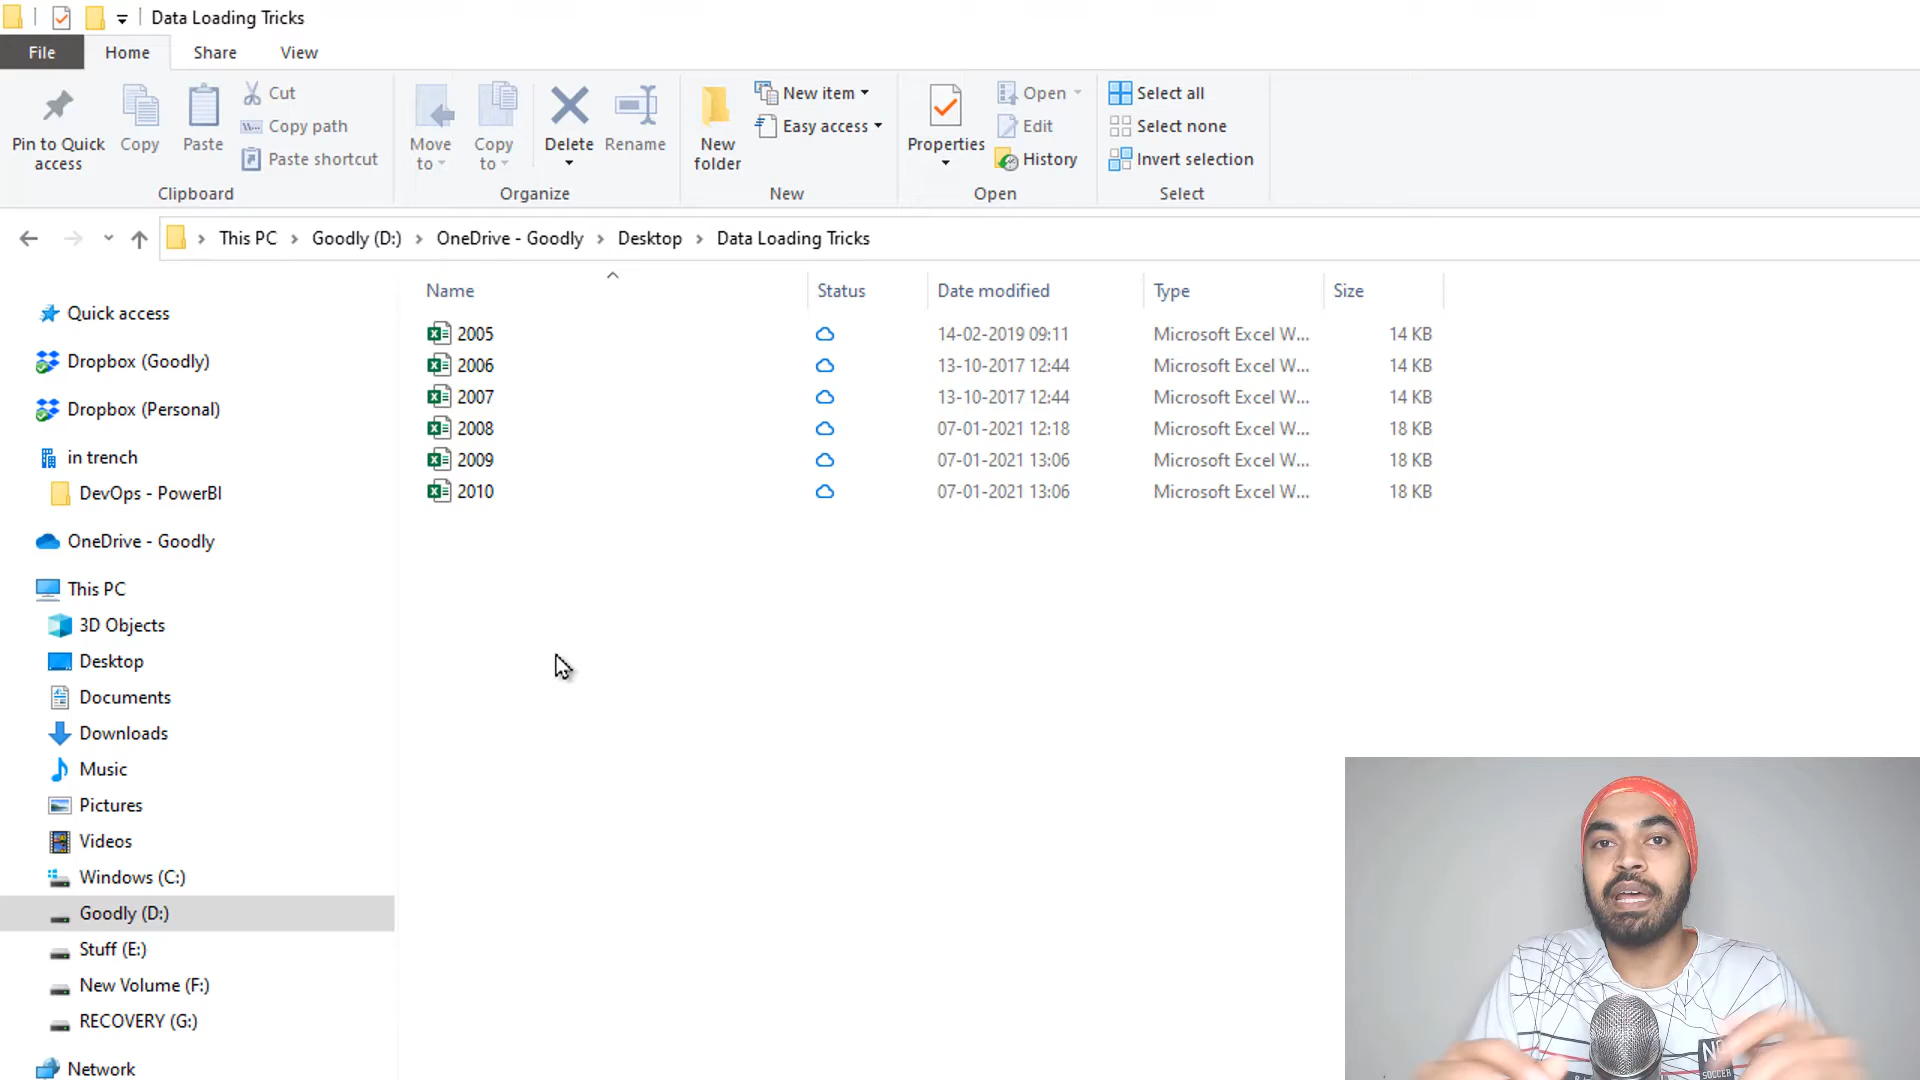 Data Loading Tricks
File Home Share View
Pin to Quick access
Copy
Paste
Cut
Copy path
Paste shortcut
Clipboard
Move to
Copy to
Delete
Rename
Organize
New folder
New item
Easy access
New
Properties
Open
Edit
History
Open
Select all
Select none
Invert selection
Select
This PC > Goodly (D:) > OneDrive - Goodly > Desktop > Data Loading Tricks
Name Status Date modified Type Size
2005 14-02-2019 09:11 Microsoft Excel W... 14 KB
2006 13-10-2017 12:44 Microsoft Excel W... 14 KB
2007 13-10-2017 12:44 Microsoft Excel W... 14 KB
2008 07-01-2021 12:18 Microsoft Excel W... 18 KB
2009 07-01-2021 13:06 Microsoft Excel W... 18 KB
2010 07-01-2021 13:06 Microsoft Excel W... 18 KB
Quick access
Dropbox (Goodly)
Dropbox (Personal)
in trench
DevOps - PowerBI
OneDrive - Goodly
This PC
3D Objects
Desktop
Documents
Downloads
Music
Pictures
Videos
Windows (C:)
Goodly (D:)
Stuff (E:)
New Volume (F:)
RECOVERY (G:)
Network
SOCCER